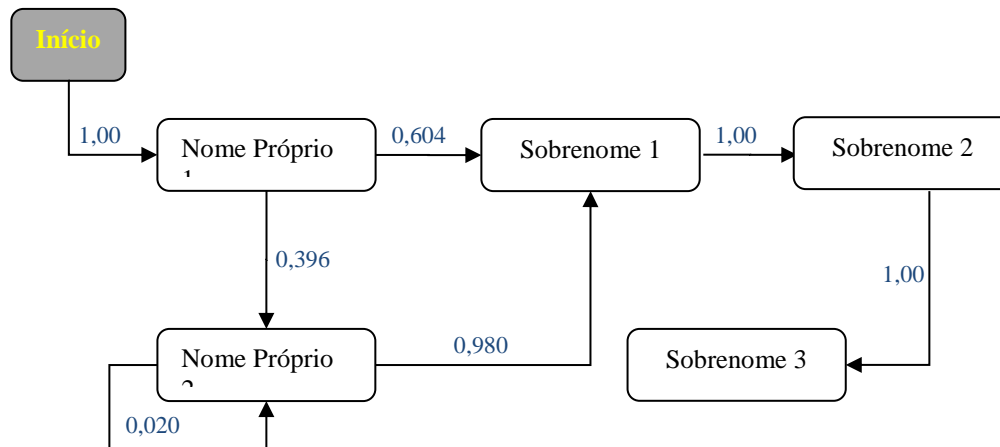 Início
1,00
Nome Próprio
0,604
Sobrenome 1
1,00
Sobrenome 2
0,396
1,00
Nome Próprio
0,980
Sobrenome 3
0,020